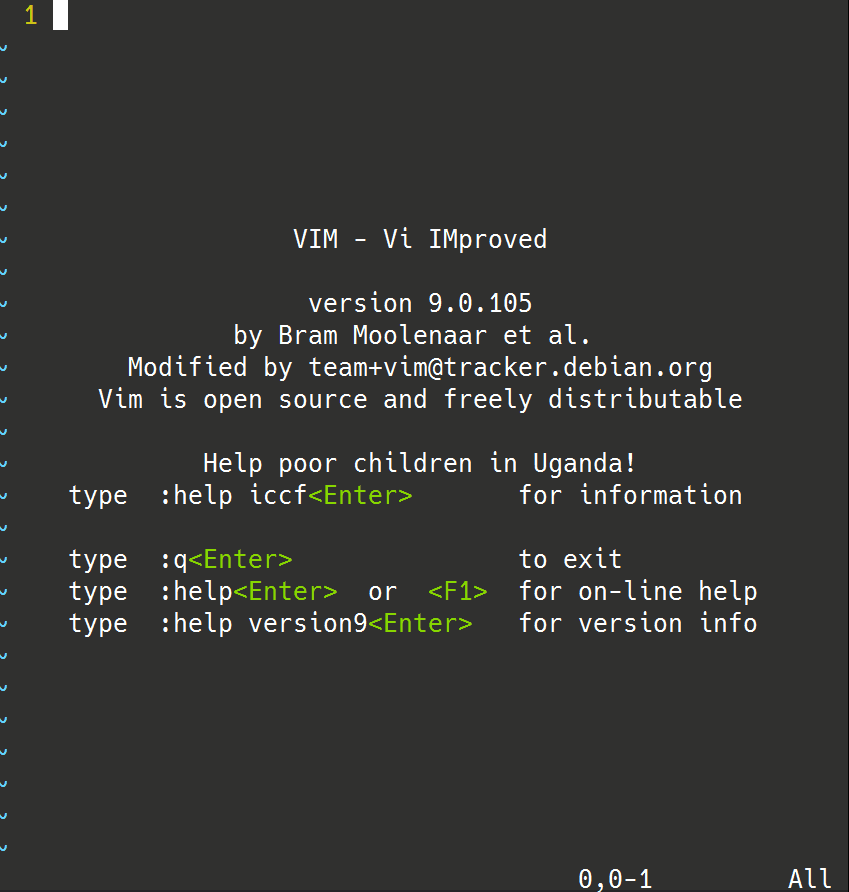 1
~
~
~
~
~
~
~ VIM - Vi IMproved
~
~ version 9.0.105
~ by Bram Moolenaar et al.
~ Modified by team+vim@tracker.debian.org
~ Vim is open source and freely distributable
~
~ Help poor children in Uganda!
~ type :help iccf<Enter> for information
~
~ type :q<Enter> to exit
~ type :help<Enter> or <F1> for on-line help
~ type :help version9<Enter> for version info
~
~
~
~
~
~
~
0,0-1 All